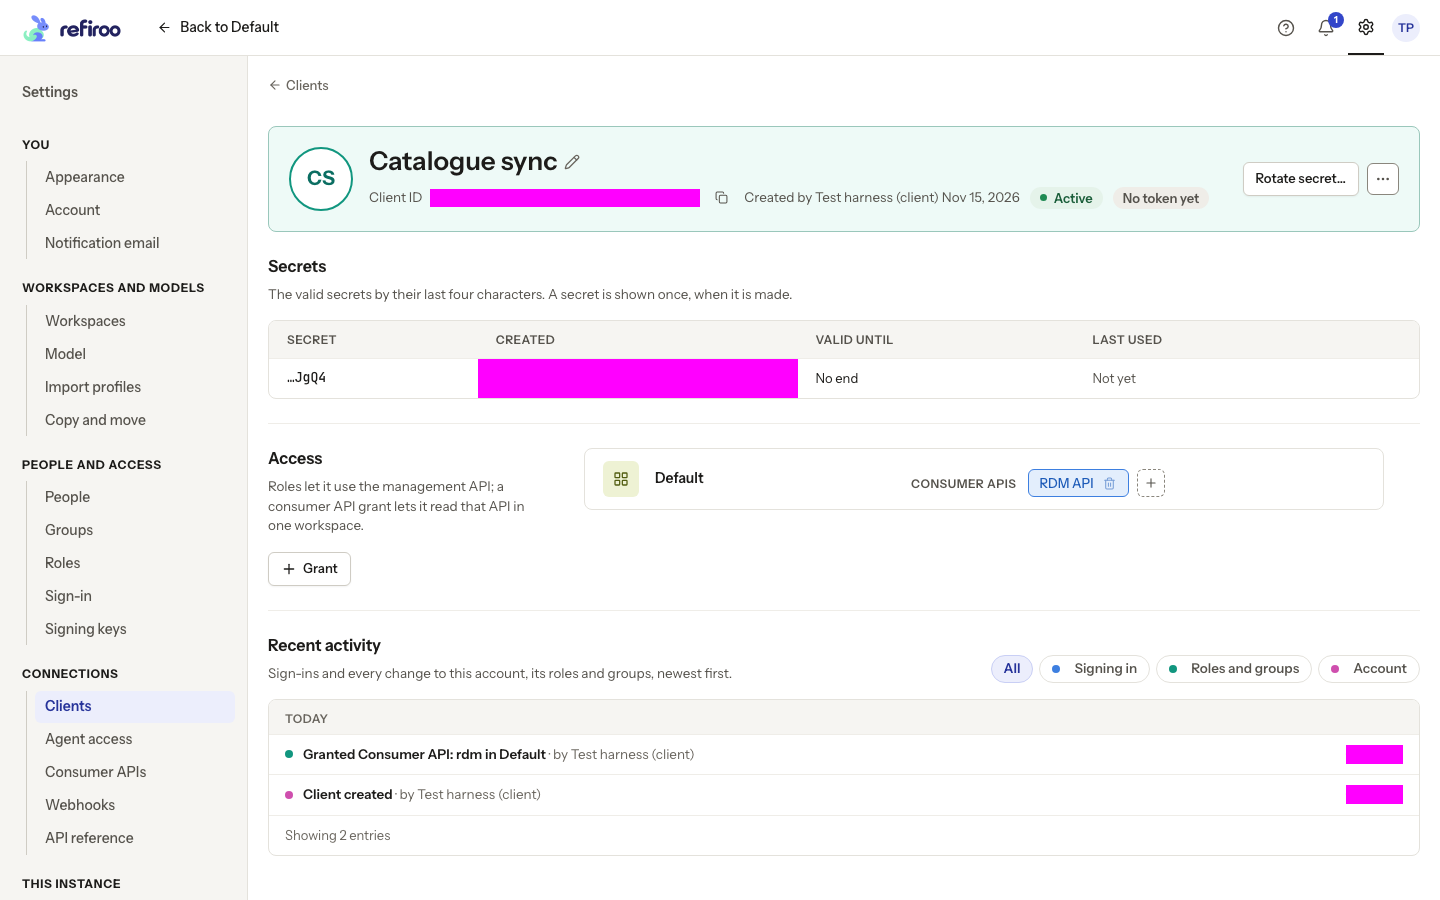 refiroo
Back to Default
1
TP
Settings
YOU
Appearance
Account
Notification email
WORKSPACES AND MODELS
Workspaces
Model
Import profiles
Copy and move
PEOPLE AND ACCESS
People
Groups
Roles
Sign-in
Signing keys
CONNECTIONS
Clients
Agent access
Consumer APIs
Webhooks
API reference
THIS INSTANCE
Clients
CS
Catalogue sync
Client ID
Created by Test harness (client) Nov 15, 2026
Active
No token yet
Rotate secret...
Secrets
The valid secrets by their last four characters. A secret is shown once, when it is made.
SECRET CREATED VALID UNTIL LAST USED
…JgQ4 No end Not yet
Access
Roles let it use the management API; a
consumer API grant lets it read that API in
one workspace.
Grant
Default
CONSUMER APIS
RDM API
Recent activity
Sign-ins and every change to this account, its roles and groups, newest first.
All
Signing in
Roles and groups
Account
TODAY
Granted Consumer API: rdm in Default · by Test harness (client)
Client created · by Test harness (client)
Showing 2 entries